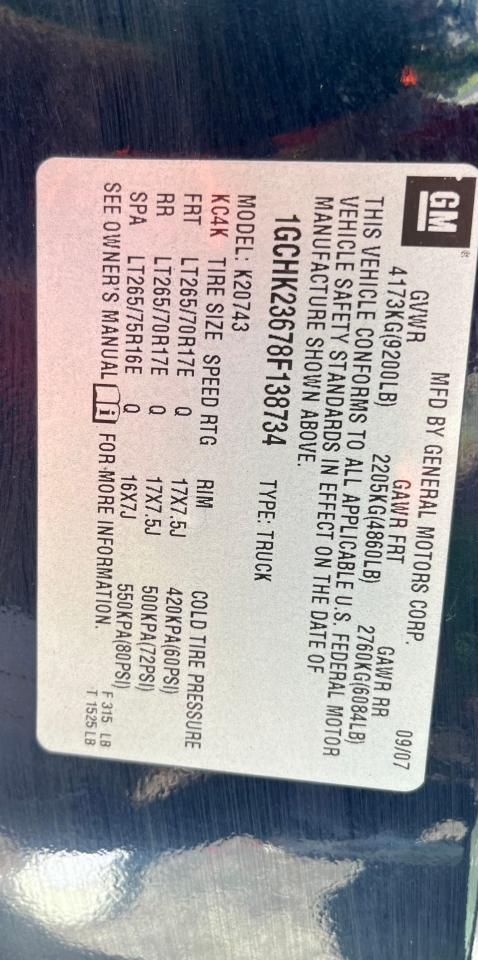 GM®
MFD BY GENERAL MOTORS CORP. 09/07
GVWR GAWR FRT GAWR RR
4173KG(9200LB) 2205KG(4860LB) 2760KG(6084LB)
THIS VEHICLE CONFORMS TO ALL APPLICABLE U.S. FEDERAL MOTOR
VEHICLE SAFETY STANDARDS IN EFFECT ON THE DATE OF
MANUFACTURE SHOWN ABOVE.
1GCHK23678F138734 TYPE: TRUCK
MODEL: K20743
KC4K TIRE SIZE SPEED RTG RIM COLD TIRE PRESSURE
FRT LT265/70R17E Q 17X7.5J 420KPA(60PSI)
RR LT265/70R17E Q 17X7.5J 500KPA(72PSI)
SPA LT265/75R16E Q 16X7J 550KPA(80PSI)
SEE OWNER'S MANUAL i FOR MORE INFORMATION.
F 315 LB
T 1525 LB